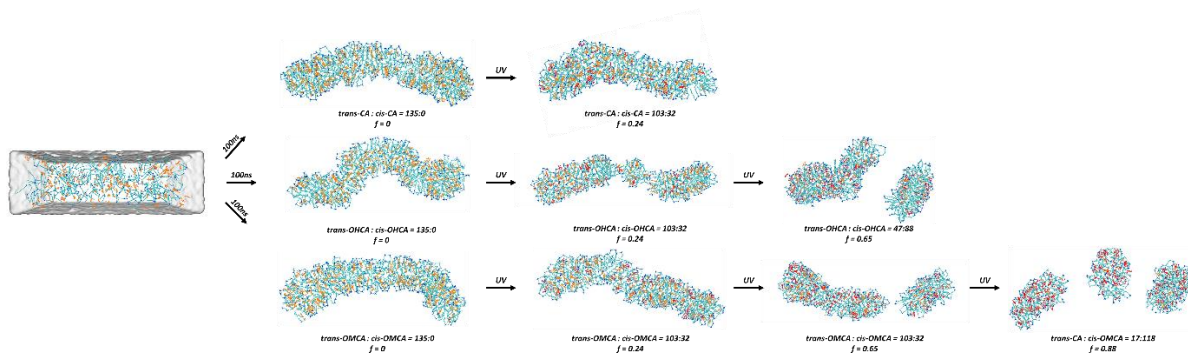 UV
trans-CA : cis-CA = 135:0
f = 0
trans-CA : cis-CA = 103:32
f = 0.24
100ns
100ns
100ns
UV
UV
trans-OHCA : cis-OHCA = 135:0
f = 0
trans-OHCA : cis-OHCA = 103:32
f = 0.24
trans-OHCA : cis-OHCA = 47:88
f = 0.65
UV
UV
UV
trans-OMCA : cis-OMCA = 135:0
f = 0
trans-OMCA : cis-OMCA = 103:32
f = 0.24
trans-OMCA : cis-OMCA = 103:32
f = 0.65
trans-CA : cis-OMCA = 17:118
f = 0.88